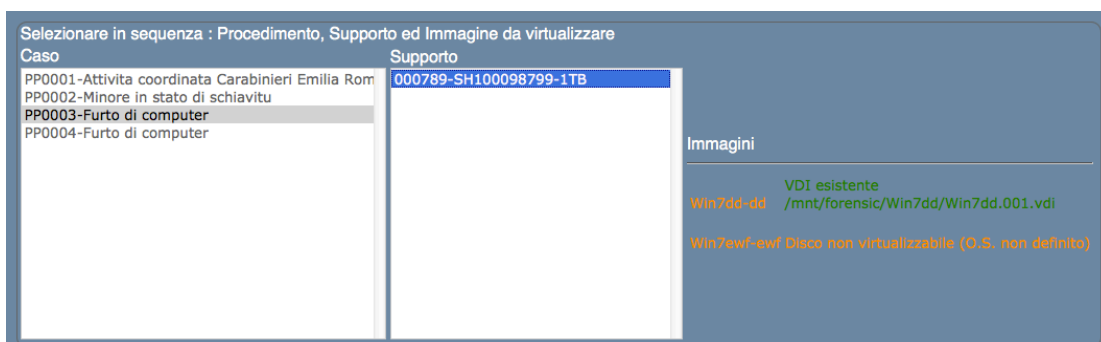 Selezionare in sequenza : Procedimento, Supporto ed Immagine da virtualizzare
Caso
Supporto
PP0001-Attivita coordinata Carabinieri Emilia Rom
PP0002-Minore in stato di schiavitu
PP0003-Furto di computer
PP0004-Furto di computer
000789-SH100098799-1TB
Immagini
VDI esistente
Win7dd-dd /mnt/forensic/Win7dd/Win7dd.001.vdi
Win7ewf-ewf Disco non virtualizzabile (O.S. non definito)